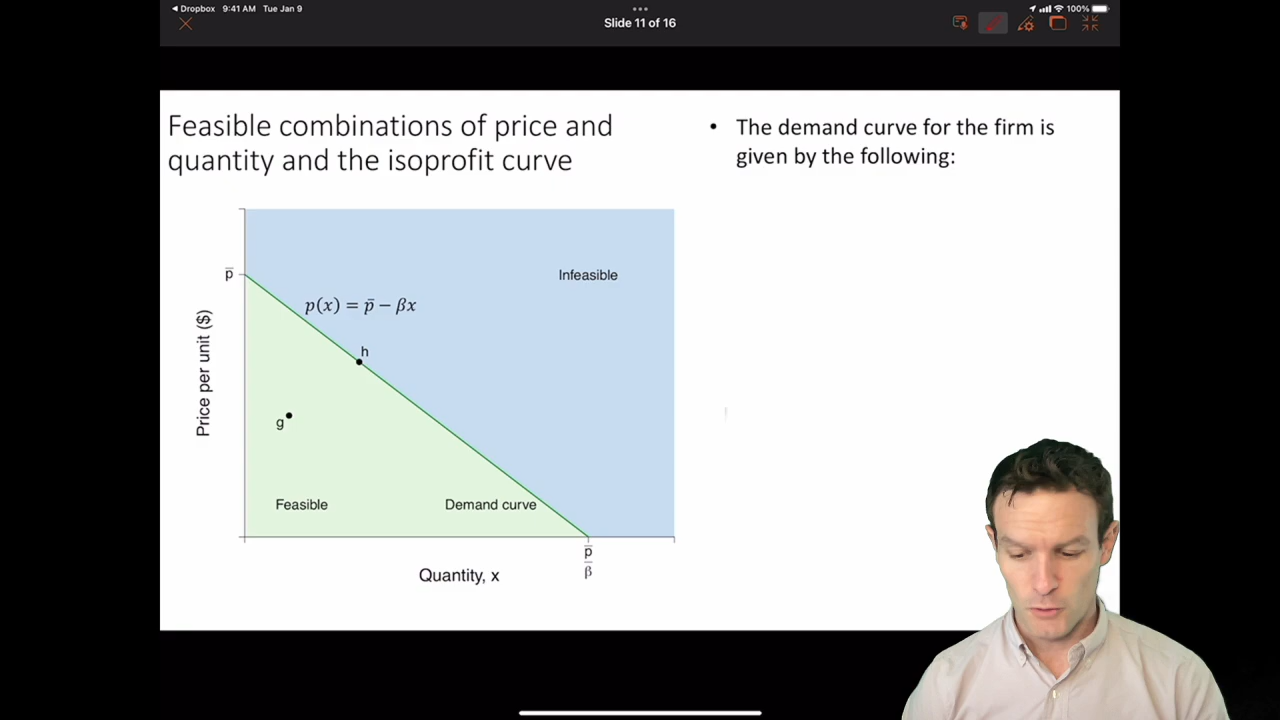 Dropbox 9:41 AM Tue Jan 9
100%
Slide 11 of 16
Feasible combinations of price and
quantity and the isoprofit curve
• The demand curve for the firm is
given by the following:
p̄
Infeasible
p(x) = p̄ − βx
Price per unit ($)
h
g
Feasible
Demand curve
p̄
β
Quantity, x